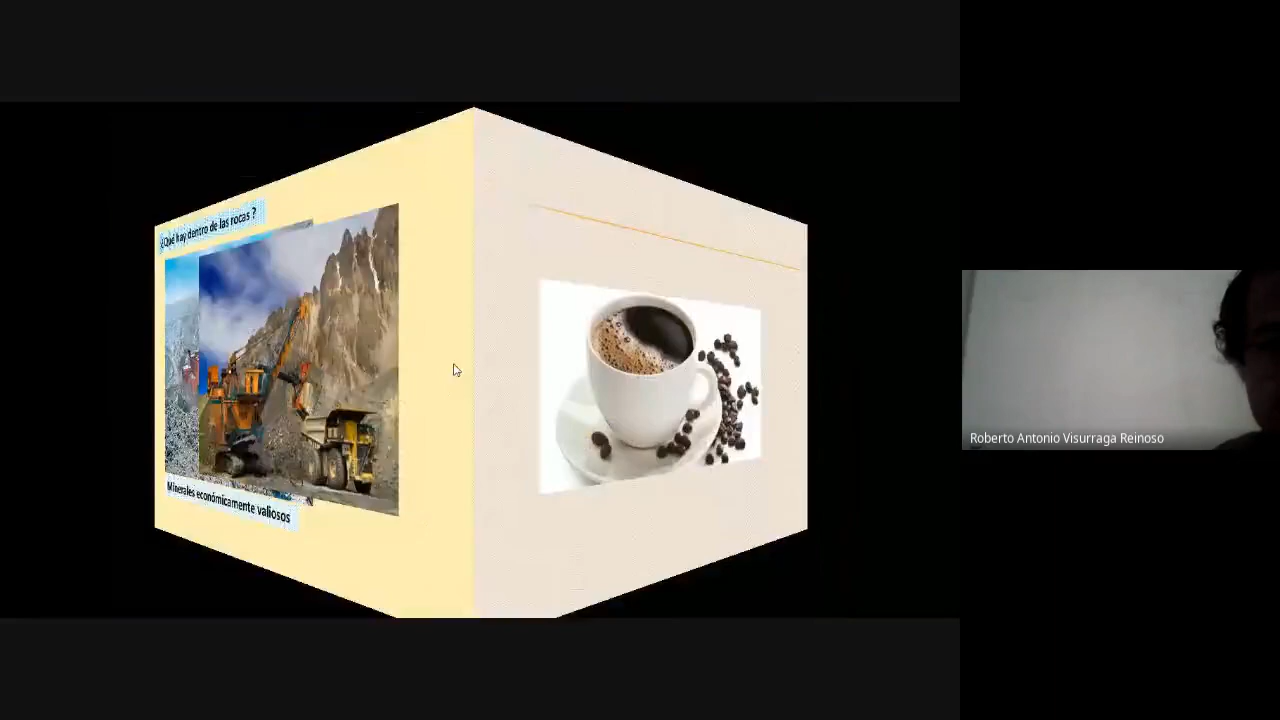 ¿Qué hay dentro de las rocas ?
Minerales económicamente valiosos
Roberto Antonio Visurraga Reinoso